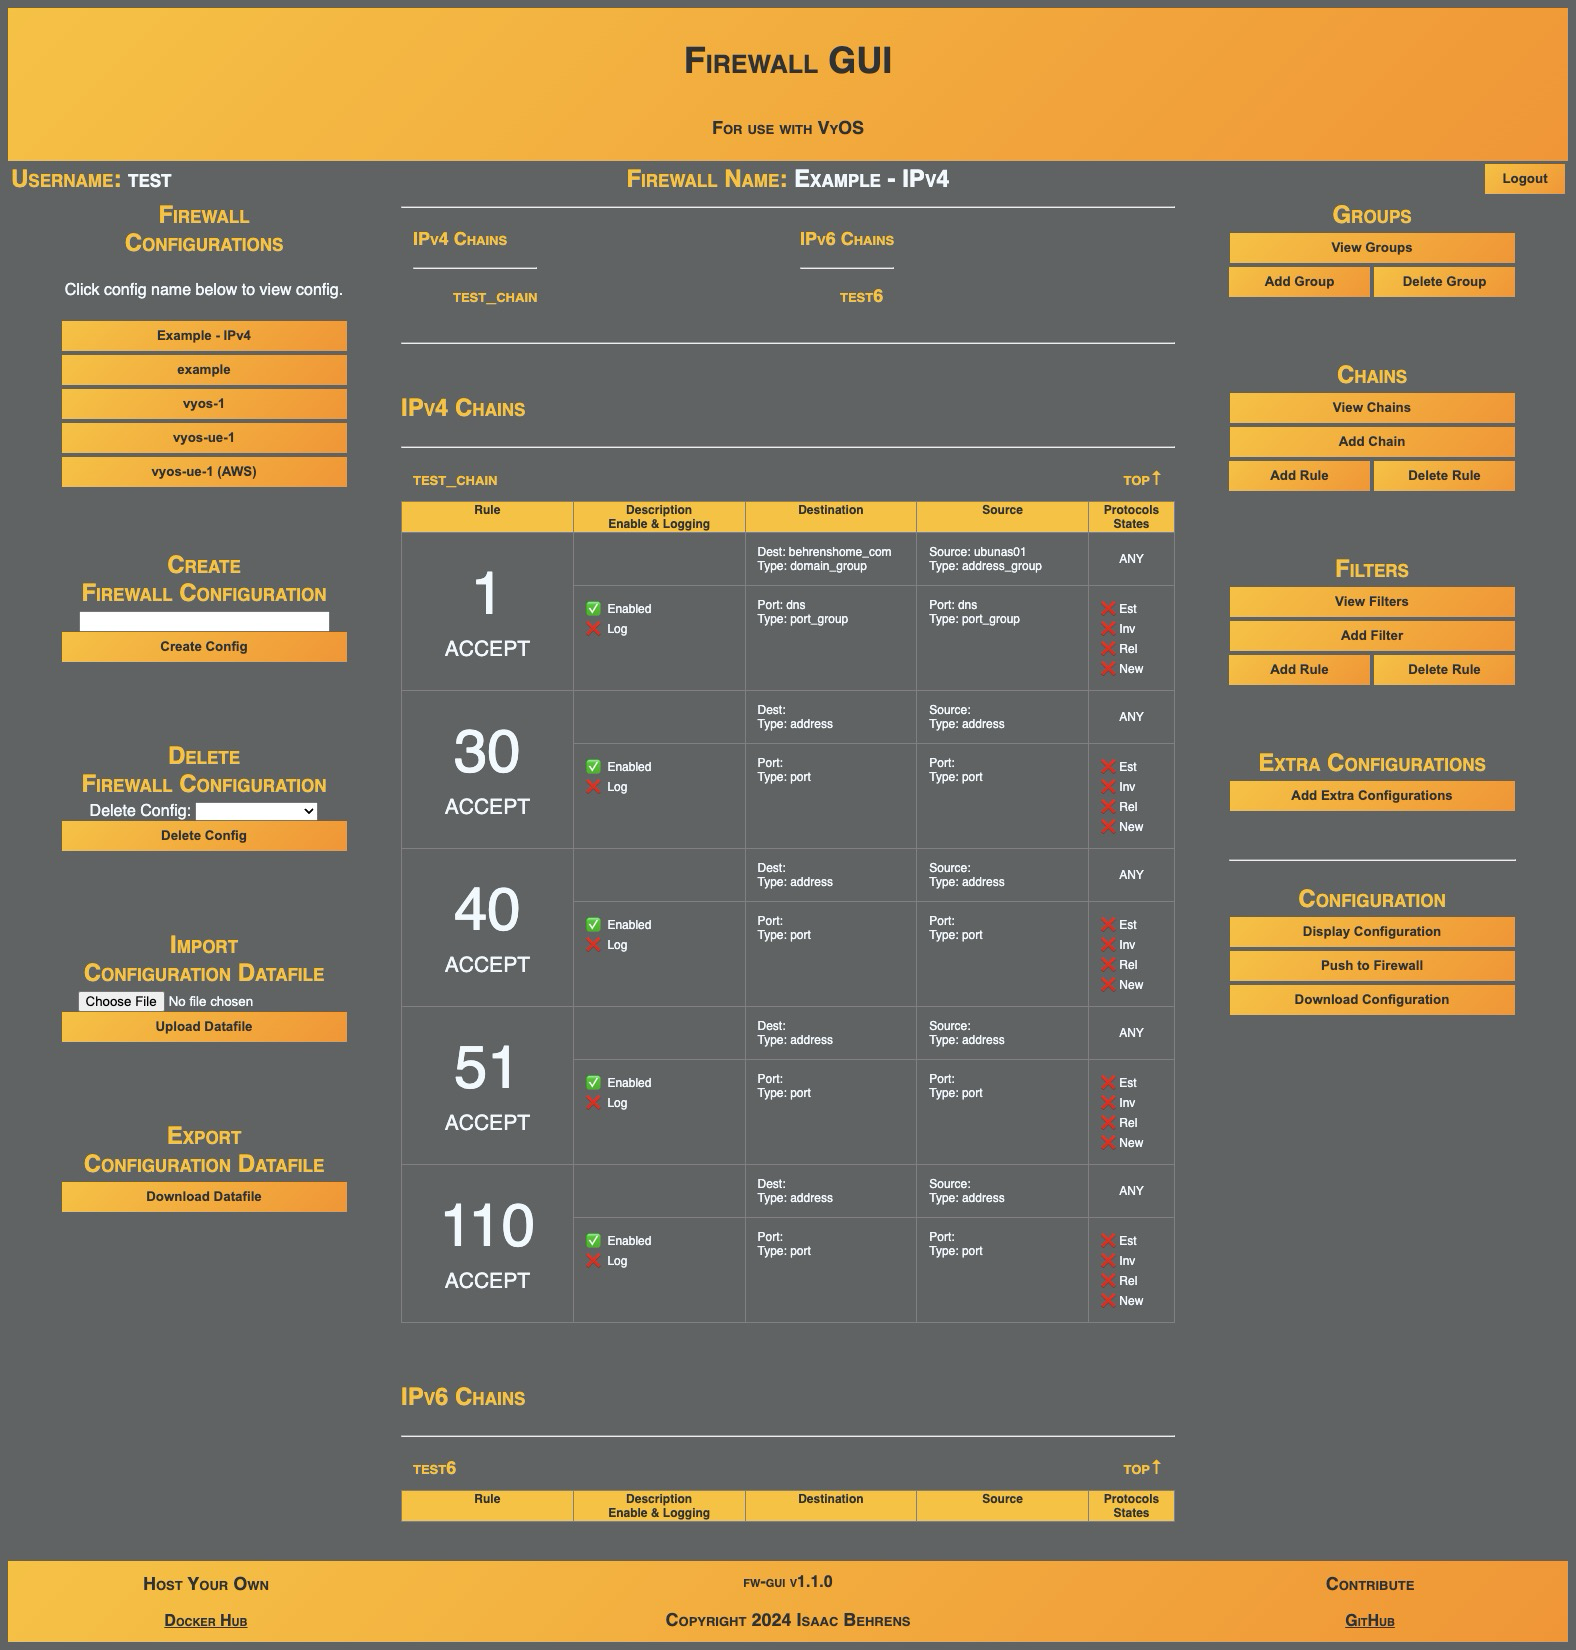 Firewall GUI
For use with VyOS
Username: test
Firewall Name: Example - IPv4
Logout
Firewall
Configurations
Click config name below to view config.
Example - IPv4
example
vyos-1
vyos-ue-1
vyos-ue-1 (AWS)
Create
Firewall Configuration
Create Config
Delete
Firewall Configuration
Delete Config:
Delete Config
Import
Configuration Datafile
Choose File No file chosen
Upload Datafile
Export
Configuration Datafile
Download Datafile
IPv4 Chains
test_chain
IPv6 Chains
test6
IPv4 Chains
test_chain
top↑
Rule
Description
Enable & Logging
Destination
Source
Protocols
States
1
ACCEPT
✅ Enabled
❌ Log
Dest: behrenshome_com
Type: domain_group
Port: dns
Type: port_group
Source: ubunas01
Type: address_group
Port: dns
Type: port_group
ANY
❌ Est
❌ Inv
❌ Rel
❌ New
30
ACCEPT
✅ Enabled
❌ Log
Dest:
Type: address
Port:
Type: port
Source:
Type: address
Port:
Type: port
ANY
❌ Est
❌ Inv
❌ Rel
❌ New
40
ACCEPT
✅ Enabled
❌ Log
Dest:
Type: address
Port:
Type: port
Source:
Type: address
Port:
Type: port
ANY
❌ Est
❌ Inv
❌ Rel
❌ New
51
ACCEPT
✅ Enabled
❌ Log
Dest:
Type: address
Port:
Type: port
Source:
Type: address
Port:
Type: port
ANY
❌ Est
❌ Inv
❌ Rel
❌ New
110
ACCEPT
✅ Enabled
❌ Log
Dest:
Type: address
Port:
Type: port
Source:
Type: address
Port:
Type: port
ANY
❌ Est
❌ Inv
❌ Rel
❌ New
IPv6 Chains
test6
top↑
Rule
Description
Enable & Logging
Destination
Source
Protocols
States
Groups
View Groups
Add Group
Delete Group
Chains
View Chains
Add Chain
Add Rule
Delete Rule
Filters
View Filters
Add Filter
Add Rule
Delete Rule
Extra Configurations
Add Extra Configurations
Configuration
Display Configuration
Push to Firewall
Download Configuration
Host Your Own
Docker Hub
fw-gui v1.1.0
Copyright 2024 Isaac Behrens
Contribute
GitHub